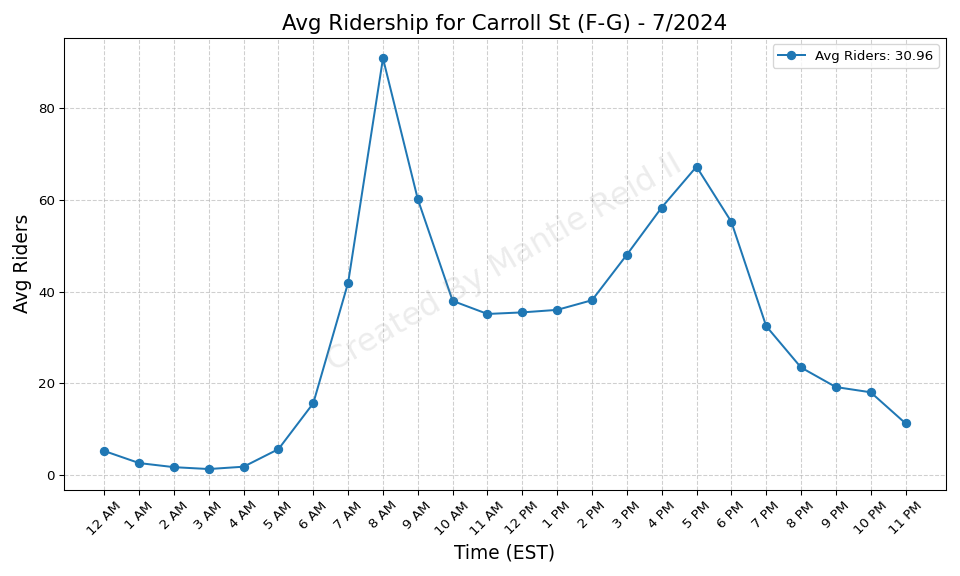 Avg Ridership for Carroll St (F-G) - 7/2024
Avg Riders: 30.96
Avg Riders
80
60
40
20
0
Created By Mantle Reid II
12 AM
1 AM
2 AM
3 AM
4 AM
5 AM
6 AM
7 AM
8 AM
9 AM
10 AM
11 AM
12 PM
1 PM
2 PM
3 PM
4 PM
5 PM
6 PM
7 PM
8 PM
9 PM
10 PM
11 PM
Time (EST)